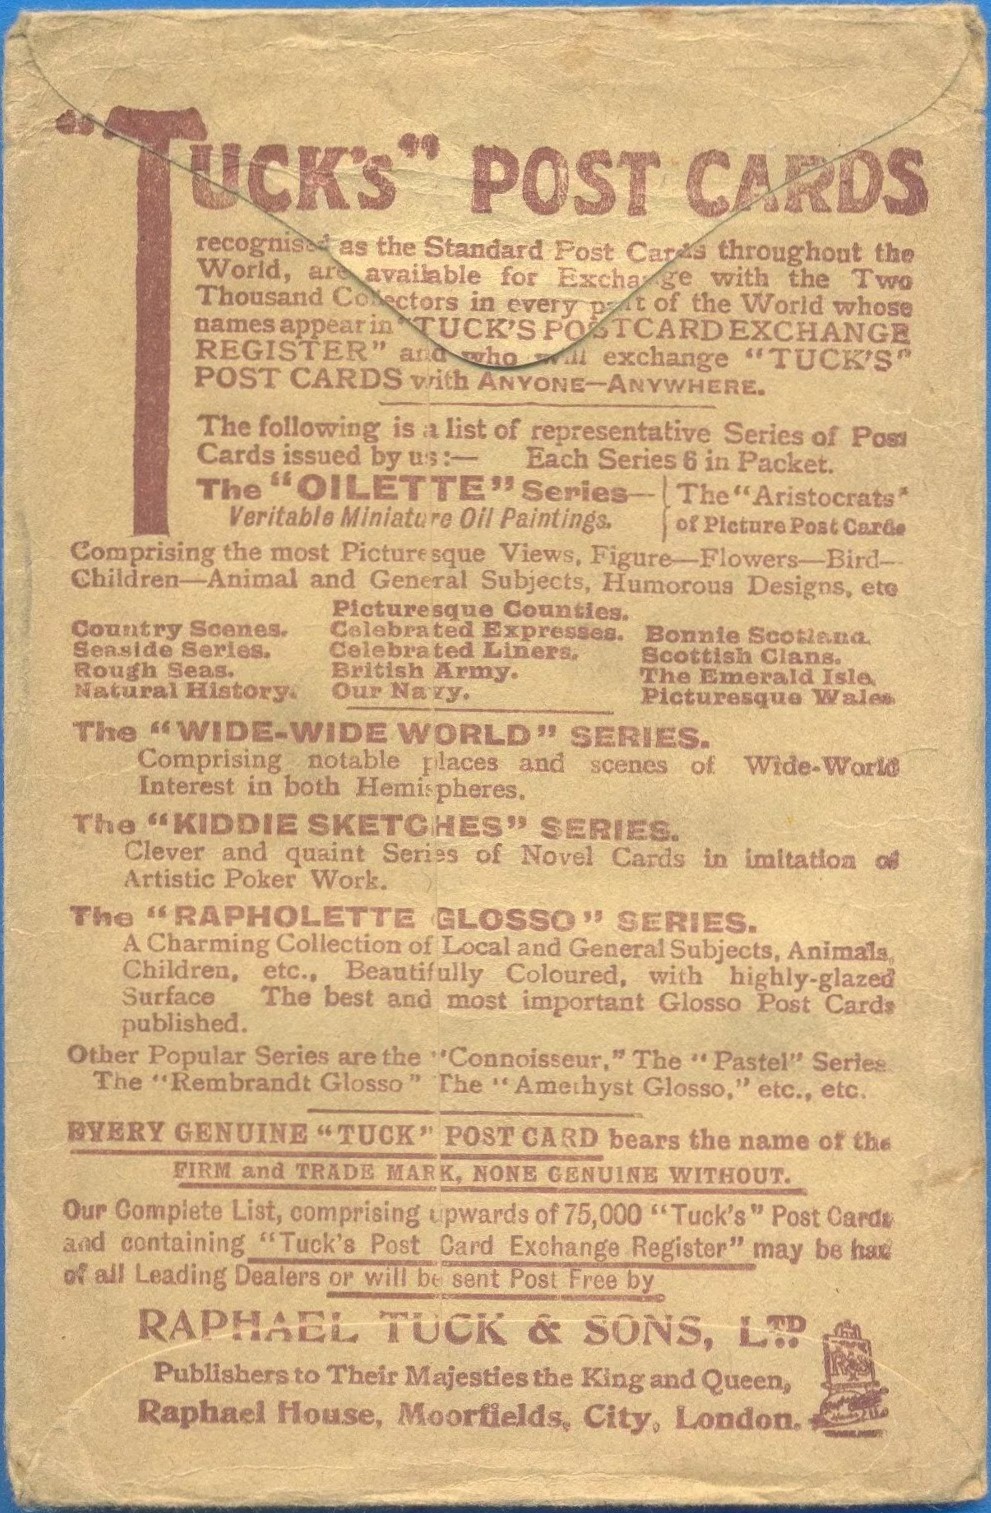 "TUCK'S" POST CARDS
recognised as the Standard Post Cards throughout the
World, are available for Exchange with the Two
Thousand Collectors in every part of the World whose
names appear in "TUCK'S POSTCARD EXCHANGE
REGISTER" and who will exchange "TUCK'S"
POST CARDS with ANYONE—ANYWHERE.
The following is a list of representative Series of Post
Cards issued by us:— Each Series 6 in Packet.
The "OILETTE" Series— The "Aristocrats"
Veritable Miniature Oil Paintings. of Picture Post Cards
Comprising the most Picturesque Views, Figure—Flowers—Bird—
Children—Animal and General Subjects, Humorous Designs, etc
Picturesque Counties.
Country Scenes. Celebrated Expresses. Bonnie Scotland.
Seaside Series. Celebrated Liners. Scottish Clans.
Rough Seas. British Army. The Emerald Isle.
Natural History. Our Navy. Picturesque Wales
The "WIDE-WIDE WORLD" SERIES.
Comprising notable places and scenes of Wide-World
Interest in both Hemispheres.
The "KIDDIE SKETCHES" SERIES.
Clever and quaint Series of Novel Cards in imitation of
Artistic Poker Work.
The "RAPHOLETTE GLOSSO" SERIES.
A Charming Collection of Local and General Subjects, Animals,
Children, etc., Beautifully Coloured, with highly-glazed
Surface The best and most important Glosso Post Cards
published.
Other Popular Series are the "Connoisseur," The "Pastel" Series
The "Rembrandt Glosso" The "Amethyst Glosso," etc., etc.
EVERY GENUINE "TUCK" POST CARD bears the name of the
FIRM and TRADE MARK, NONE GENUINE WITHOUT.
Our Complete List, comprising upwards of 75,000 "Tuck's" Post Cards
and containing "Tuck's Post Card Exchange Register" may be had
of all Leading Dealers or will be sent Post Free by
RAPHAEL TUCK & SONS, LTD
Publishers to Their Majesties the King and Queen,
Raphael House, Moorfields, City, London.